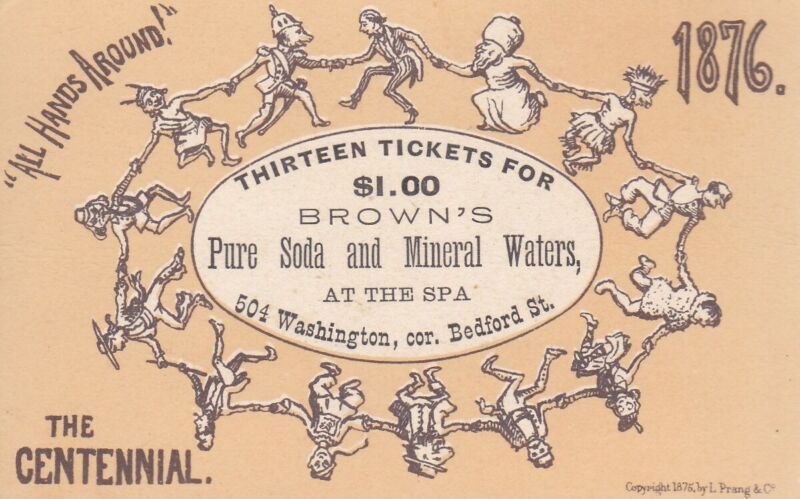 "ALL HANDS AROUND!"
1876.
THIRTEEN TICKETS FOR
$1.00
BROWN'S
Pure Soda and Mineral Waters,
AT THE SPA
504 Washington, cor. Bedford St.
THE
CENTENNIAL.
Copyright 1875, by L. Prang & Co